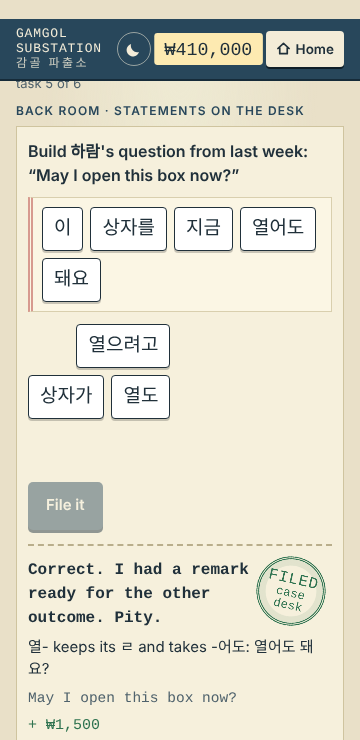 GAMGOL
SUBSTATION
감골 파출소
₩410,000
Home
task 5 of 6
BACK ROOM · STATEMENTS ON THE DESK
Build 하람's question from last week:
“May I open this box now?”
이 상자를 지금 열어도
돼요
열으려고
상자가 열도
File it
Correct. I had a remark
ready for the other
outcome. Pity.
FILED
case
desk
열- keeps its ㄹ and takes -어도: 열어도 돼
요?
May I open this box now?
+ ₩1,500